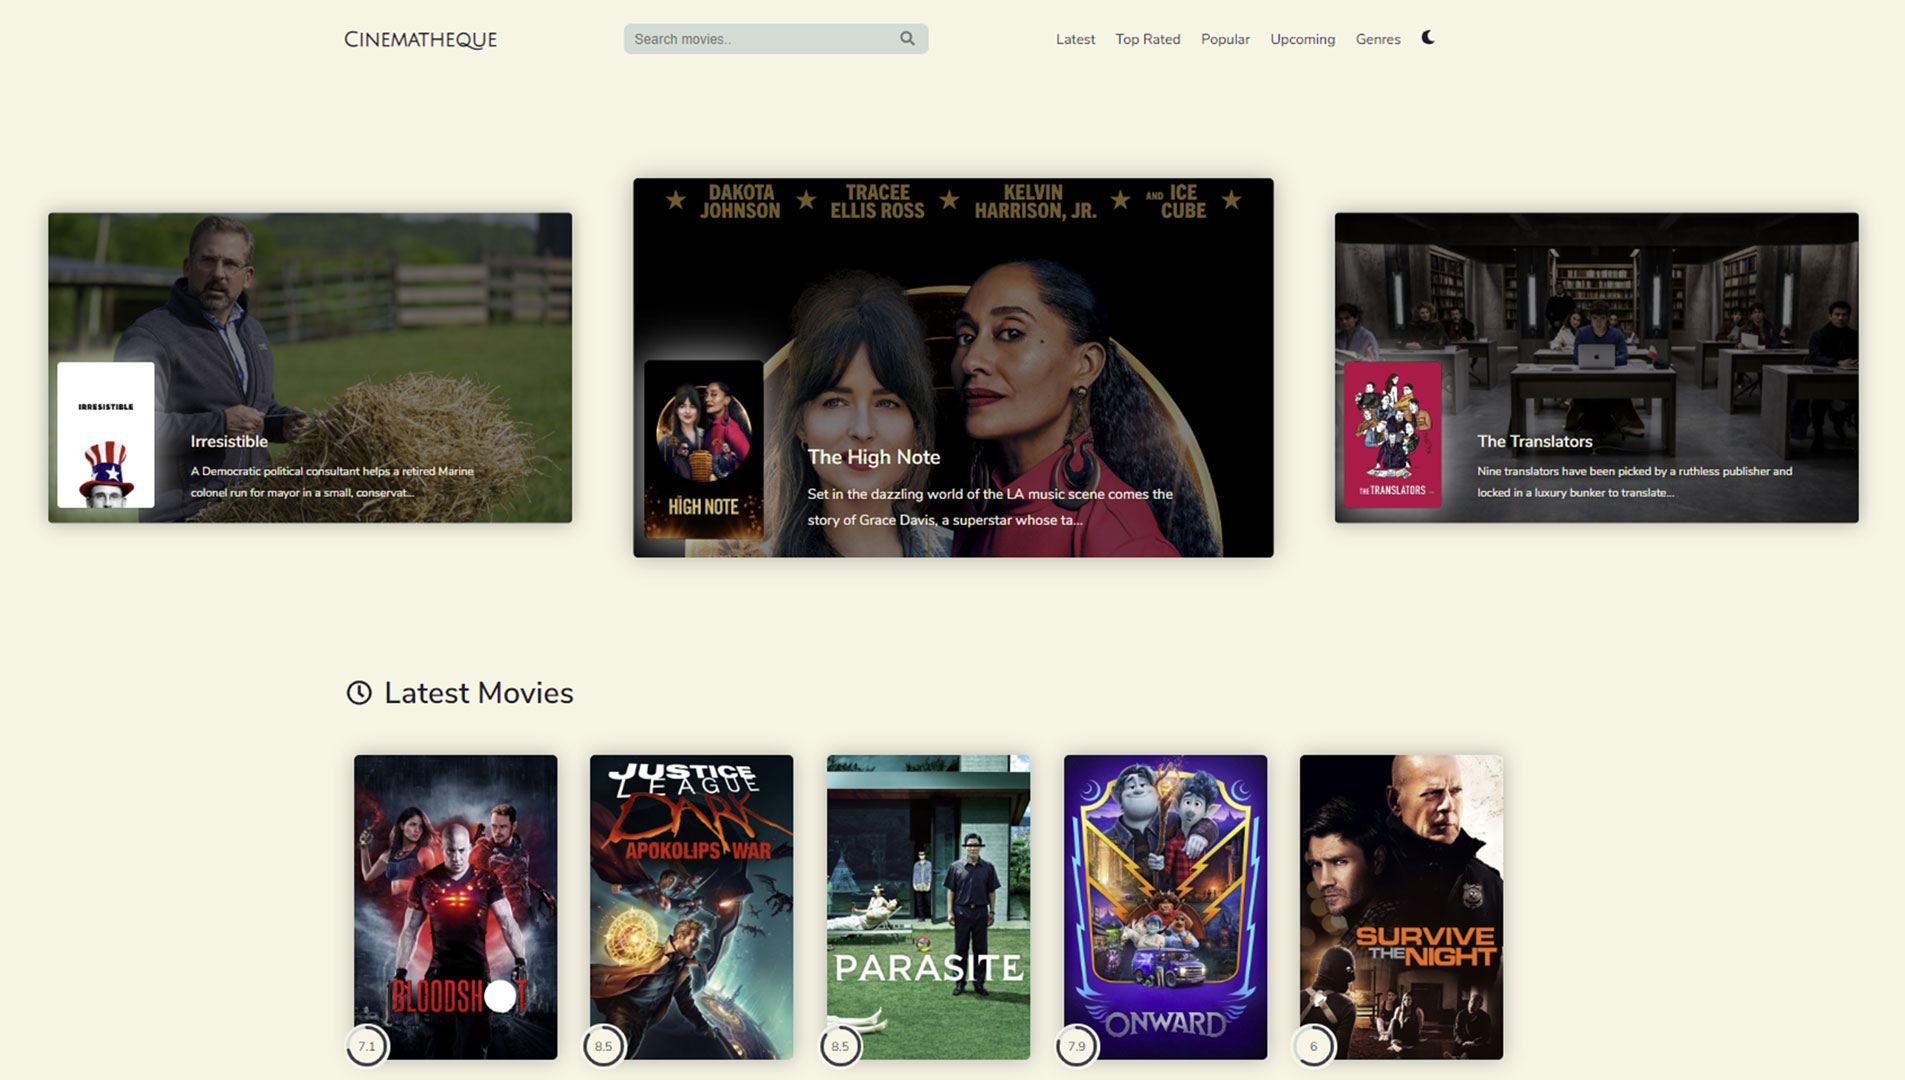 CINEMATHEQUE
Search movies..
Latest
Top Rated
Popular
Upcoming
Genres
IRRESISTIBLE
Irresistible
A Democratic political consultant helps a retired Marine
colonel run for mayor in a small, conservat...
DAKOTA
JOHNSON
TRACEE
ELLIS ROSS
KELVIN
HARRISON, JR.
AND ICE
CUBE
THE
HIGH NOTE
The High Note
Set in the dazzling world of the LA music scene comes the
story of Grace Davis, a superstar whose ta...
THE TRANSLATORS
The Translators
Nine translators have been picked by a ruthless publisher and
locked in a luxury bunker to translate...
Latest Movies
BLOODSHOT
7.1
JUSTICE
LEAGUE
DARK
APOKOLIPS WAR
8.5
PARASITE
8.5
ONWARD
7.9
SURVIVE
THE NIGHT
6